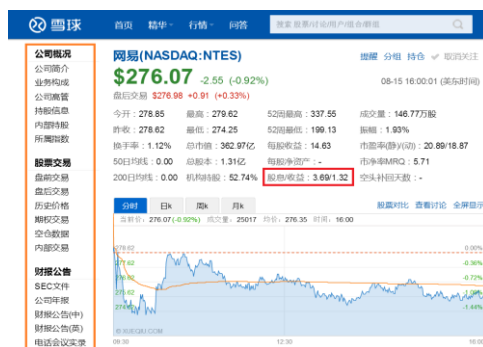 雪球 首页 精华 行情 问答 搜索 股票/讨论/用户/组合/群组
公司概况
公司简介
业务构成
公司高管
持股信息
内部持股
所属指数
股票交易
盘前交易
盘后交易
历史价格
期权交易
空仓数据
内部交易
财报公告
SEC文件
公司年报
财报公告(中)
财报公告(英)
电话会议实录
网易(NASDAQ:NTES) 提醒 分组 持仓 取消关注
$276.07 -2.55 (-0.92%) 08-15 16:00:01 (美东时间)
盘后交易 $276.98 +0.91 (+0.33%)
今开：278.85 最高：279.62 52周最高：337.55 成交量：146.77万股
昨收：278.62 最低：274.25 52周最低：199.13 振幅：1.93%
换手率：1.12% 总市值：362.97亿 每股收益：14.63 市盈率(静)/(动)：20.89/18.87
50日均线：0.00 总股本：1.31亿 每股净资产：- 市净率MRQ：5.71
200日均线：0.00 机构持股：52.74% 股息/收益：3.69/1.32 空头补回天数：-
分时 日k 周k 月k 股票对比 查看讨论 全屏显示
当前价：276.07(-0.92%) 成交量：25017 均价：276.35 时间：16:00
278.62 0.00%
277.62 -0.36%
276.62 -0.72%
275.62
274.62 -1.44%
© XUEQIU.COM
09:30 12:30 16:00